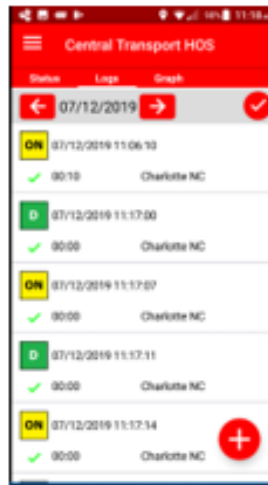 11:18
Central Transport HOS
Status Logs Graph
07/12/2019
ON 07/12/2019 11:06:10
00:10 Charlotte NC
D 07/12/2019 11:17:00
00:00 Charlotte NC
ON 07/12/2019 11:17:07
00:00 Charlotte NC
D 07/12/2019 11:17:11
00:00 Charlotte NC
ON 07/12/2019 11:17:14
00:00 Charlotte NC